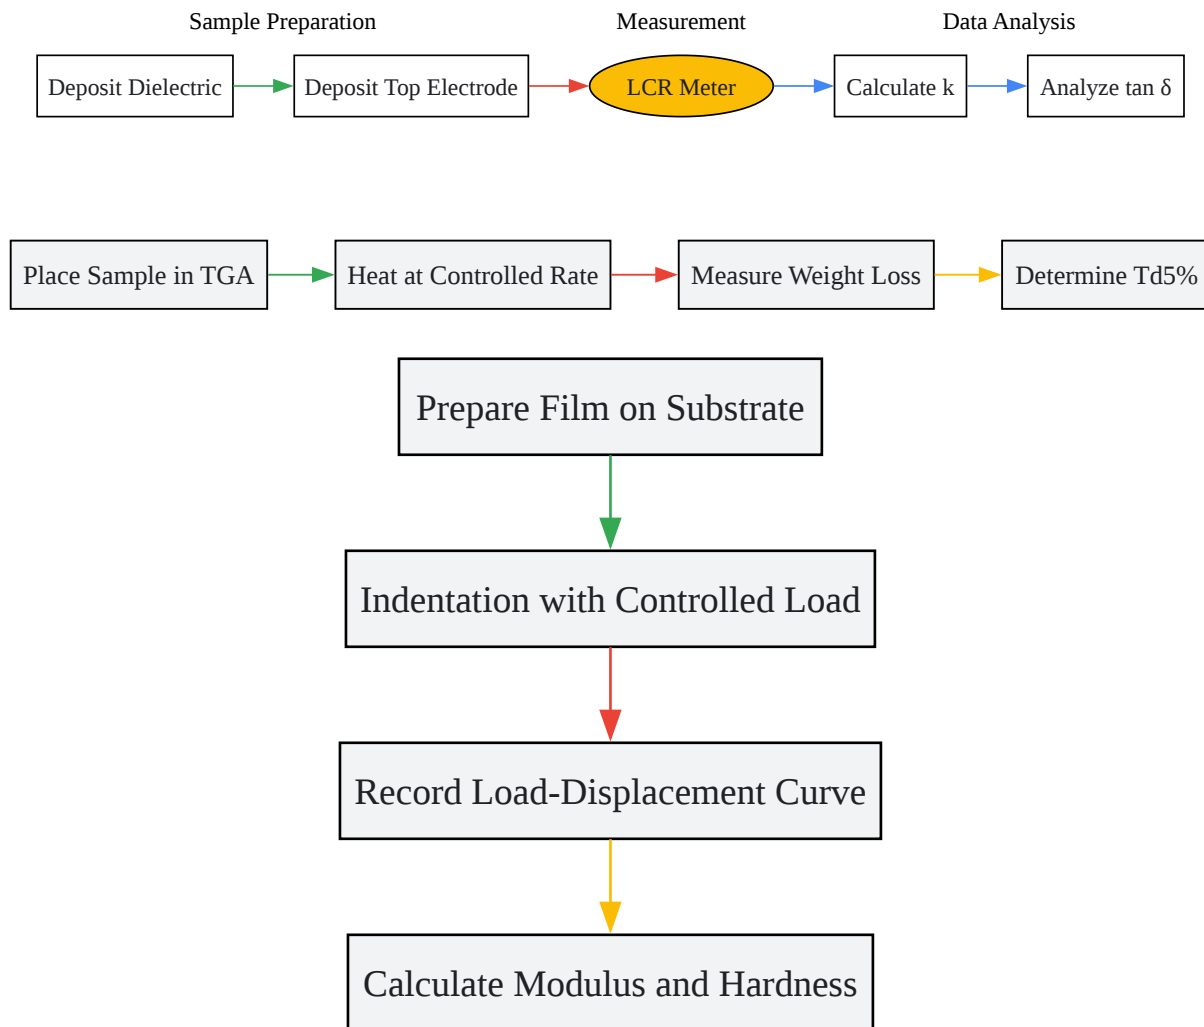 Sample Preparation
Measurement
Data Analysis
Deposit Dielectric
Deposit Top Electrode
LCR Meter
Calculate k
Analyze tan δ
Place Sample in TGA
Heat at Controlled Rate
Measure Weight Loss
Determine Td5%
Prepare Film on Substrate
Indentation with Controlled Load
Record Load-Displacement Curve
Calculate Modulus and Hardness